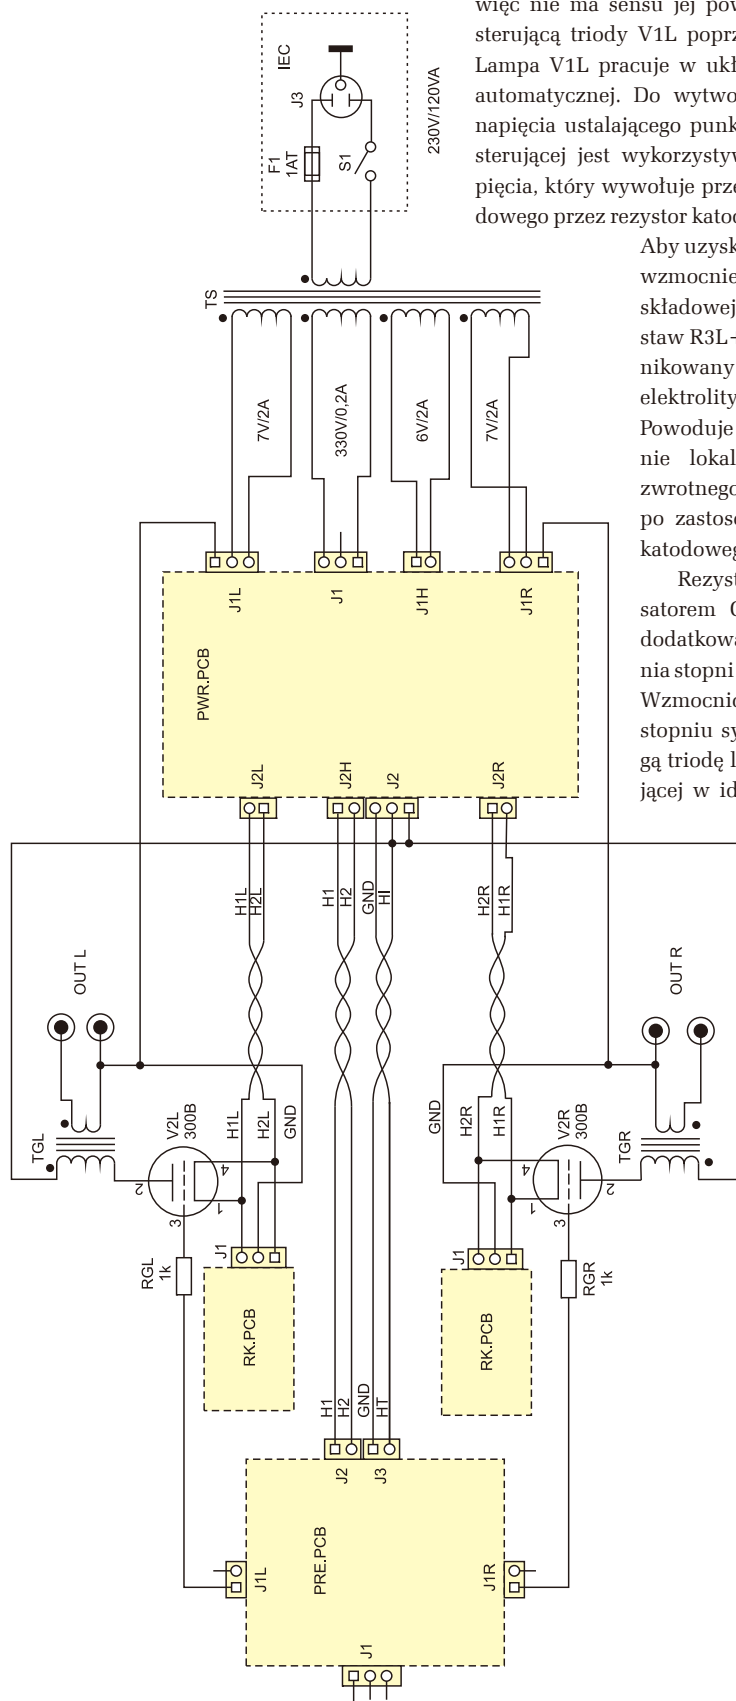 więc nie ma sensu jej pow
sterującą triody V1L poprz
Lampa V1L pracuje w ukł
automatycznej. Do wytwo
napięcia ustalającego punk
sterującej jest wykorzystyw
pięcia, który wywołuje prze
dowego przez rezystor katod
Aby uzysk
wzmocnie
składowej
staw R3L+
nikowany
elektrolity
Powoduje
nie lokal
zwrotnego
po zastoso
katodoweg
Rezyst
satorem C
dodatkowa
nia stopni
Wzmocnio
stopniu sy
gą triodę l
jącej w id
IEC
J3
F1
1AT
S1
230V/120VA
TS
7V/2A
330V/0,2A
6V/2A
7V/2A
J1L
J1
J1H
J1R
PWR.PCB
J2L
J2H
J2
J2R
H1L
H2L
H1
H2
GND
HI
H2R
H1R
OUT L
OUT R
TGL
V2L
300B
H1L
H2L
GND
2
3
4
1
GND
H2R
H1R
V2R
300B
TGR
4
1
2
3
RGL
1k
J1
RK.PCB
J1
RK.PCB
RGR
1k
H1
H2
GND
HT
J2
J3
J1L
PRE.PCB
J1R
J1